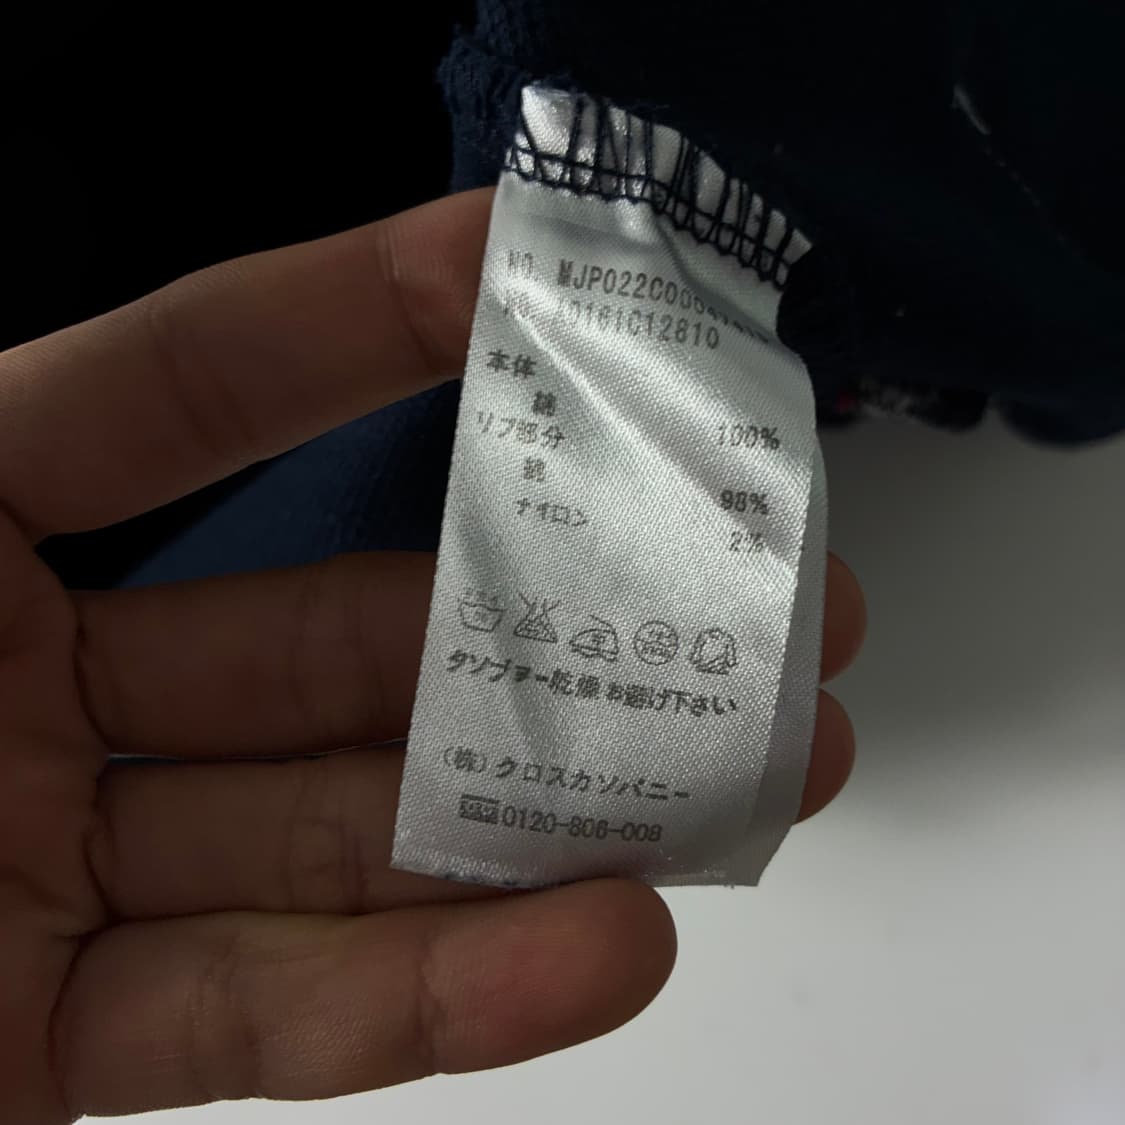 NO.
NO. 0161C12810
本体
綿 100%
リブ部分
綿 98%
ナイロン 2%
タンブラー乾燥 お避け下さい
(株) クロスカンパニー
0120-806-008